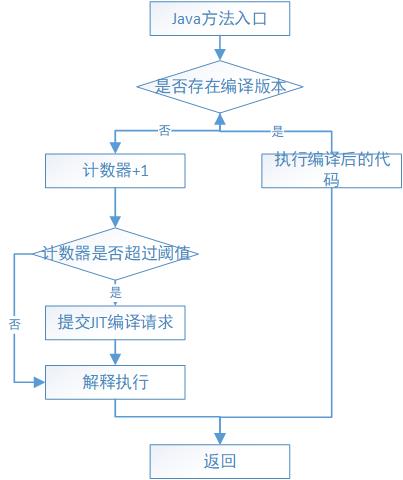 Java方法入口
是否存在编译版本
否
是
计数器+1
执行编译后的代
码
计数器是否超过阈值
是
否
提交JIT编译请求
解释执行
返回